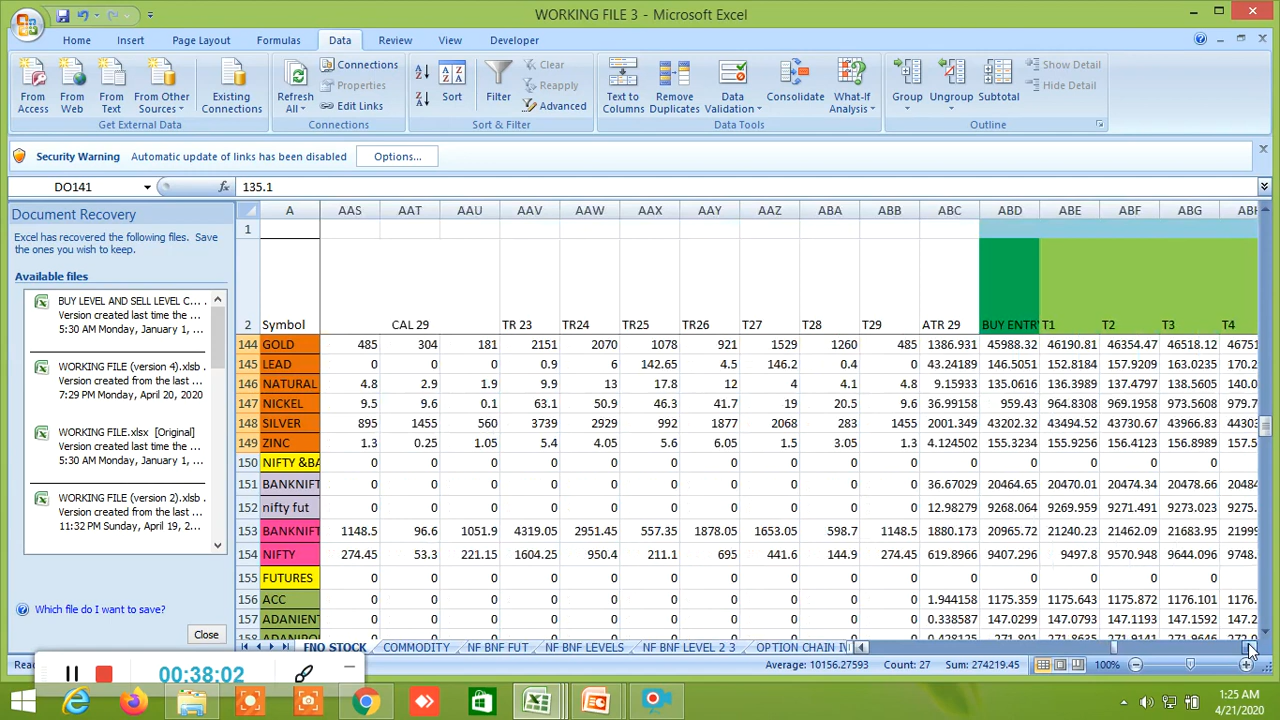 WORKING FILE 3 - Microsoft Excel
Home Insert Page Layout Formulas Data Review View Developer
From Access From Web From Text From Other Sources Existing Connections Refresh All Connections Properties Edit Links Sort Filter Clear Reapply Advanced Text to Columns Remove Duplicates Data Validation Consolidate What-If Analysis Group Ungroup Subtotal Show Detail Hide Detail
Get External Data Connections Sort & Filter Data Tools Outline
Security Warning Automatic update of links has been disabled Options...
DO141 fx 135.1
Document Recovery
Excel has recovered the following files. Save the ones you wish to keep.
Available files
BUY LEVEL AND SELL LEVEL C... .
Version created last time the ...
5:30 AM Monday, January 1, ...
WORKING FILE (version 4).xlsb .
Version created from the last ...
7:29 PM Monday, April 20, 2020
WORKING FILE.xlsx [Original]
Version created last time the ...
5:30 AM Monday, January 1, ...
WORKING FILE (version 2).xlsb .
Version created from the last ...
11:32 PM Sunday, April 19, 2...
Which file do I want to save?
Close
A AAS AAT AAU AAV AAW AAX AAY AAZ ABA ABB ABC ABD ABE ABF ABG
1
2 Symbol CAL 29 TR 23 TR24 TR25 TR26 T27 T28 T29 ATR 29 BUY ENTR T1 T2 T3 T4
144 GOLD 485 304 181 2151 2070 1078 921 1529 1260 485 1386.931 45988.32 46190.81 46354.47 46518.12 46751
145 LEAD 0 0 0 0.9 6 142.65 4.5 146.2 0.4 0 43.24189 146.5051 152.8184 157.9209 163.0235 170.2
146 NATURAL 4.8 2.9 1.9 9.9 13 17.8 12 4 4.1 4.8 9.15933 135.0616 136.3989 137.4797 138.5605 140.0
147 NICKEL 9.5 9.6 0.1 63.1 50.9 46.3 41.7 19 20.5 9.6 959.43 964.8308 969.1958 973.5608 979.7
148 SILVER 895 1455 560 3739 2929 992 1877 2068 283 1455 2001.349 43202.32 43494.52 43730.67 43966.83 44303
149 ZINC 1.3 0.25 1.05 5.4 4.05 5.6 6.05 1.5 3.05 1.3 4.124502 155.3234 155.9256 156.4123 156.8989 157.5
150 NIFTY &BA 0 0 0 0 0 0 0 0 0 0 0 0 0 0 0
151 BANKNIFT 0 0 0 0 0 0 0 0 0 0 36.67029 20464.65 20470.01 20474.34 20478.66 20484
152 nifty fut 0 0 0 0 0 0 0 0 0 0 12.98279 9268.064 9269.959 9271.491 9273.023 9275.
153 BANKNIFT 1148.5 96.6 1051.9 4319.05 2951.45 557.35 1878.05 1653.05 598.7 1148.5 1880.173 20965.72 21240.23 21462.09 21683.95 21999
154 NIFTY 274.45 53.3 221.15 1604.25 950.4 211.1 695 441.6 144.9 274.45 619.8966 9407.296 9497.8 9570.948 9644.096 9748.
155 FUTURES 0 0 0 0 0 0 0 0 0 0 0 0 0 0 0
156 ACC 0 0 0 0 0 0 0 0 0 0 1.944158 1175.359 1175.643 1175.872 1176.101 1176.
157 ADANIENT 0 0 0 0 0 0 0 0 0 0 0.338587 147.0299 147.0793 147.1192 147.1592 147.2
FNO STOCK COMMODITY NF BNF FUT NF BNF LEVELS NF BNF LEVEL 2 3 OPTION CHAIN
Average: 10156.27593 Count: 27 Sum: 274219.45 100%
00:38:02
1:25 AM
4/21/2020